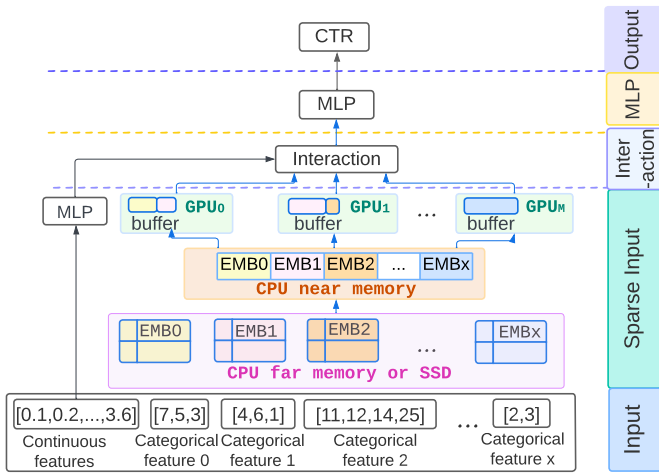 CTR
Output
MLP
MLP
Interaction
Inter
-action
MLP
GPU0
buffer
GPU1
buffer
...
GPUM
buffer
EMB0 EMB1 EMB2 ... EMBx
CPU near memory
Sparse Input
EMB0
EMB1
EMB2
...
EMBx
CPU far memory or SSD
[0.1,0.2,...,3.6]
Continuous
features
[7,5,3]
Categorical
feature 0
[4,6,1]
Categorical
feature 1
[11,12,14,25]
Categorical
feature 2
...
[2,3]
Categorical
feature x
Input